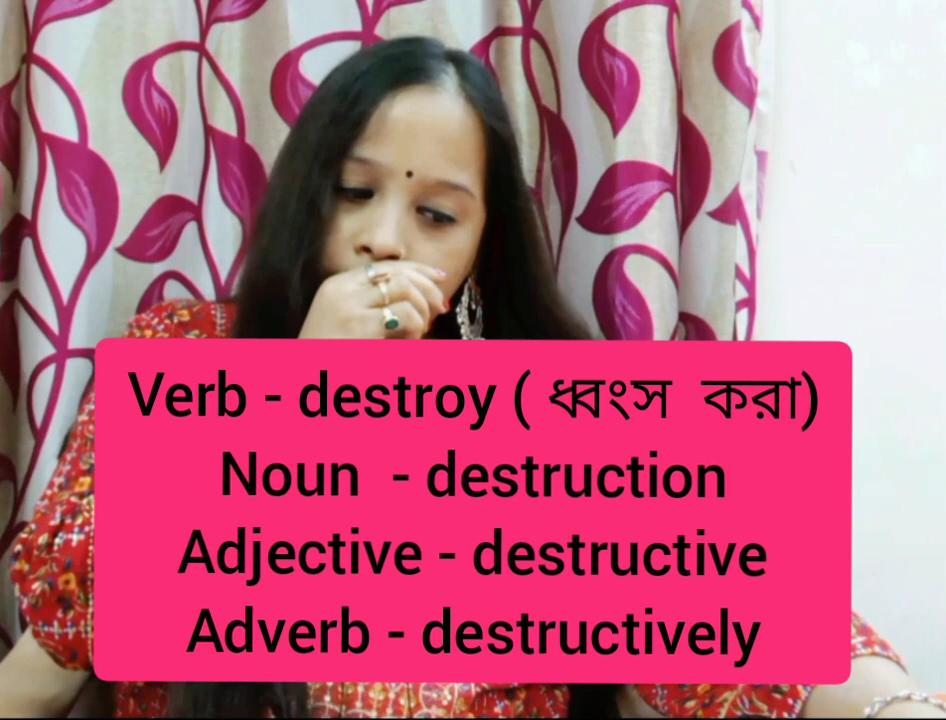 Verb - destroy ( ধ্বংস করা)
Noun - destruction
Adjective - destructive
Adverb - destructively